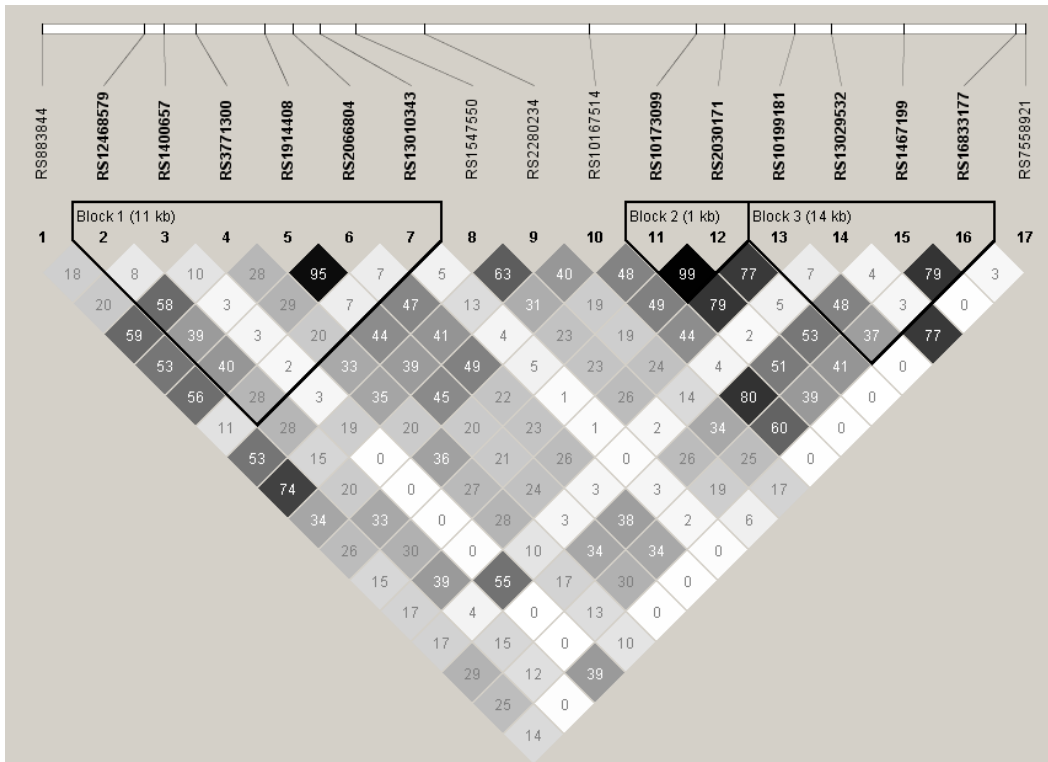 RS883844
RS12468579
RS1400657
RS3771300
RS1914408
RS2066804
RS13010343
RS1547550
RS2280234
RS10167514
RS10173099
RS2030171
RS10199181
RS13029532
RS1467199
RS16833177
RS7558921
Block 1 (11 kb) Block 2 (1 kb) Block 3 (14 kb)
1 2 3 4 5 6 7 8 9 10 11 12 13 14 15 16 17
18 8 10 28 95 7 5 63 40 48 99 77 7 4 79 3
20 58 3 29 7 47 13 31 19 49 79 5 48 3 0
59 39 3 20 44 41 4 23 19 44 2 53 37 77
53 40 2 33 39 49 5 23 24 4 51 41 0
56 28 3 35 45 22 1 26 14 80 39 0
11 28 19 20 20 23 1 2 34 60 0
53 15 0 36 21 26 0 26 25 0
74 20 0 27 24 3 3 19 17
34 33 0 28 3 38 2 6
26 30 0 10 34 34 0
15 39 55 17 30 0
17 4 0 13 0
17 15 0 10
29 12 39
25 0
14